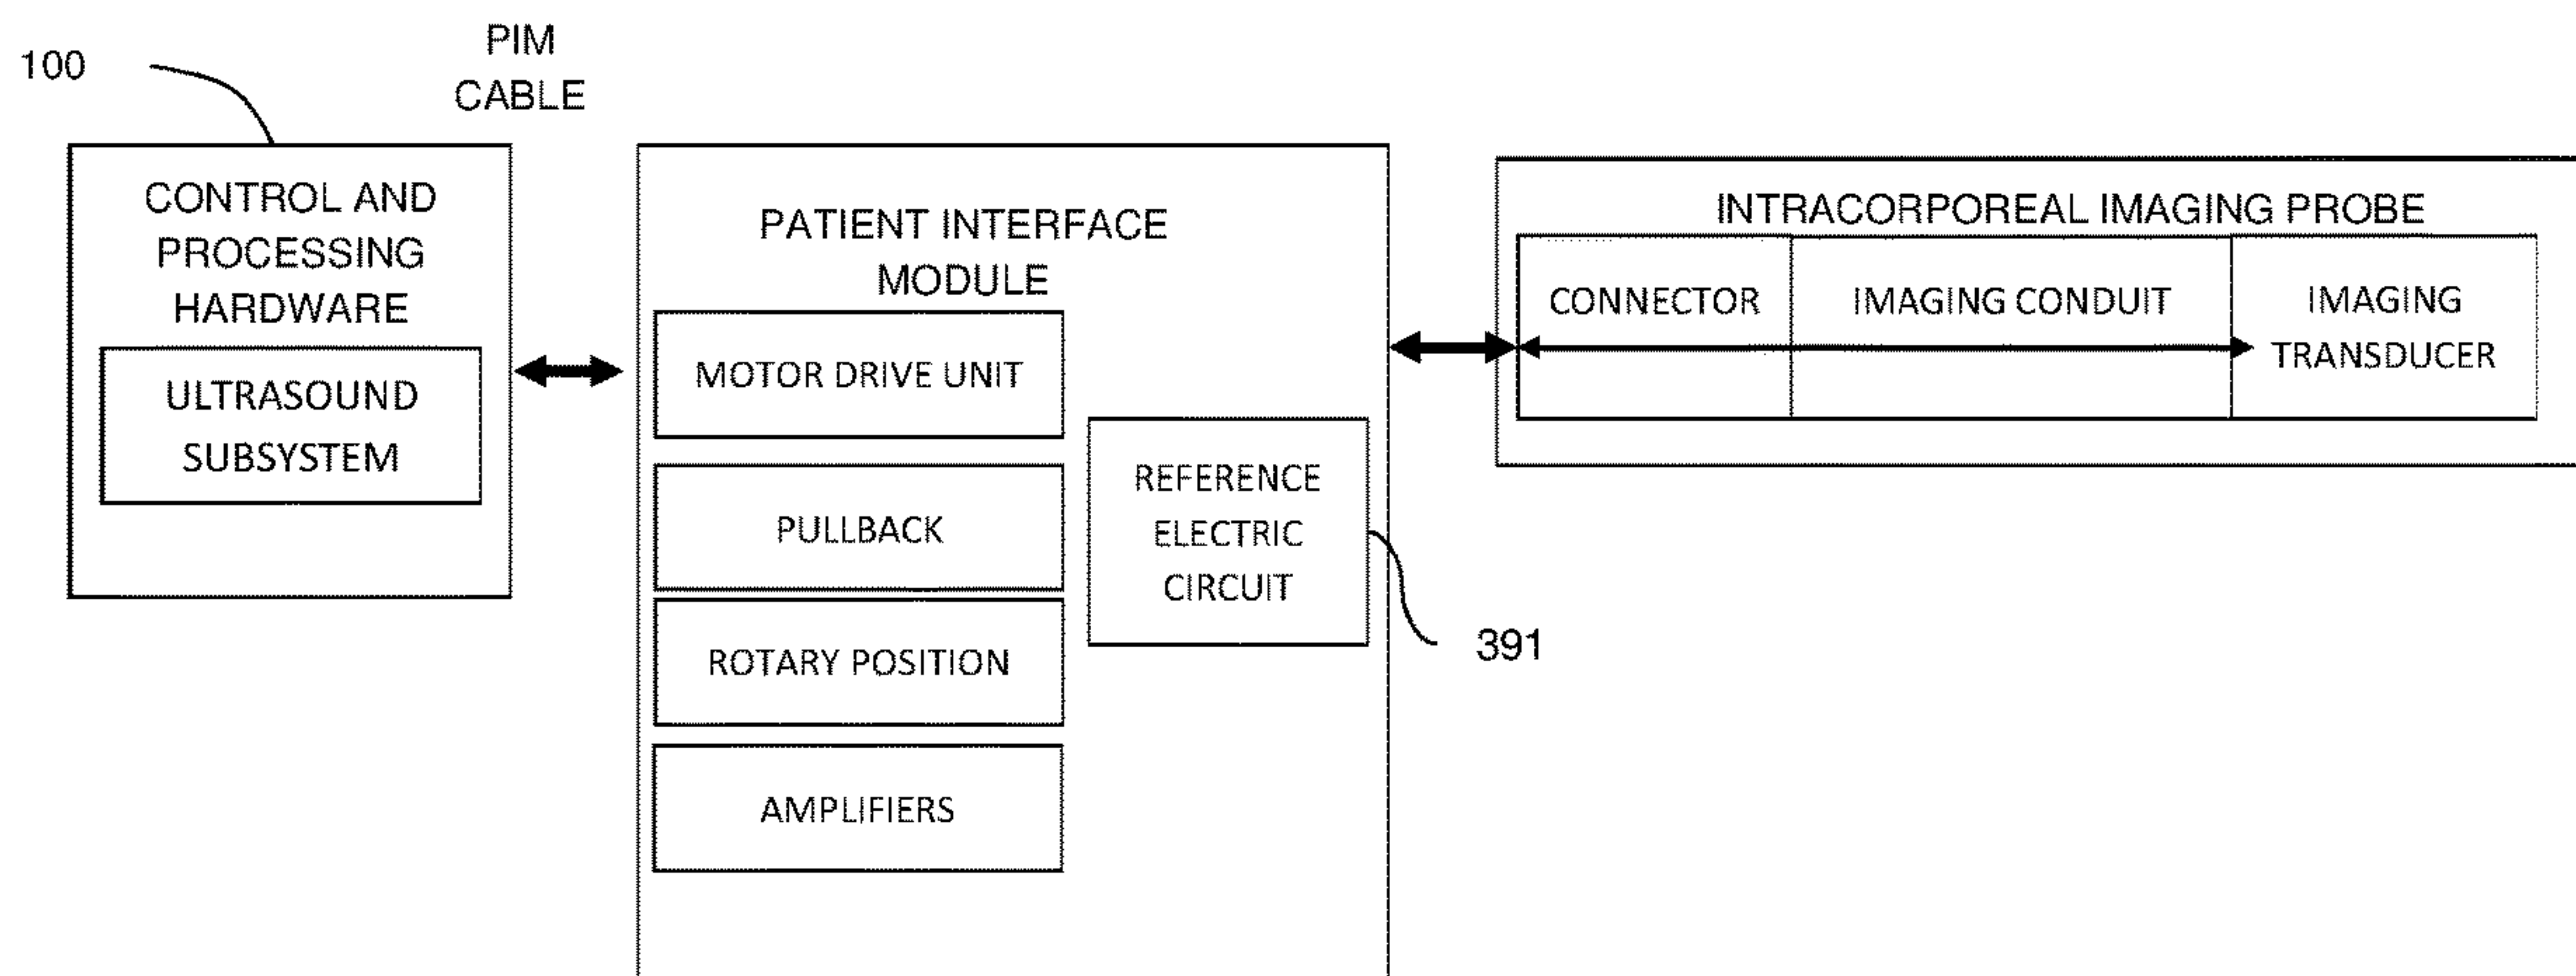 100
PIM
CABLE
CONTROL AND
PROCESSING
HARDWARE
ULTRASOUND
SUBSYSTEM
PATIENT INTERFACE
MODULE
MOTOR DRIVE UNIT
PULLBACK
ROTARY POSITION
AMPLIFIERS
REFERENCE
ELECTRIC
CIRCUIT
391
INTRACORPOREAL IMAGING PROBE
CONNECTOR
IMAGING CONDUIT
IMAGING
TRANSDUCER